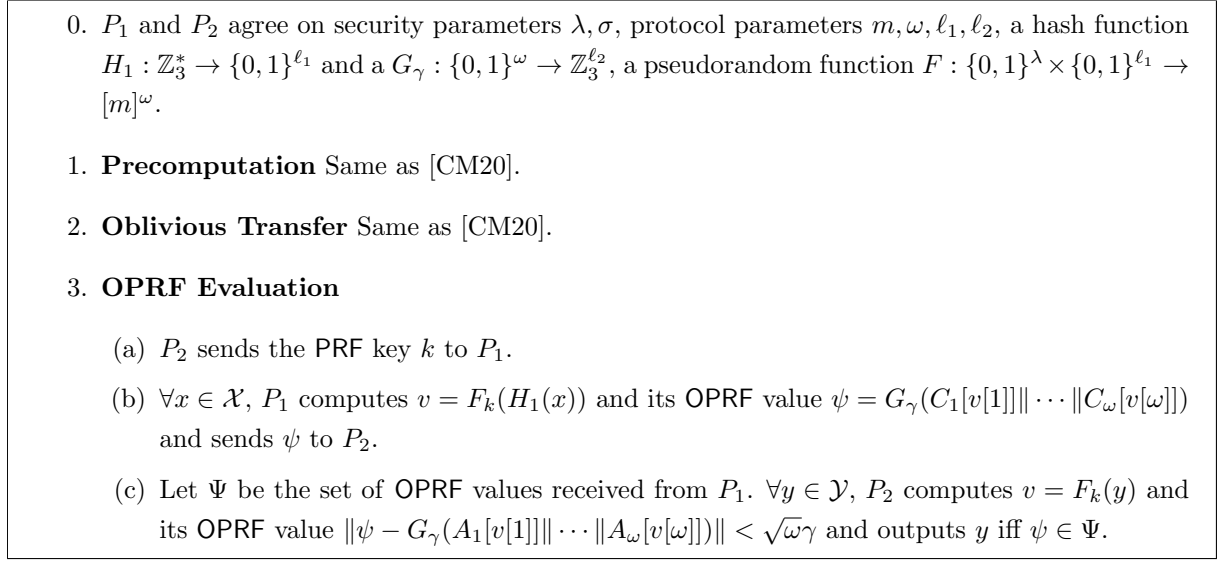 0. P₁ and P₂ agree on security parameters λ, σ, protocol parameters m, ω, ℓ₁, ℓ₂, a hash function
H₁ : ℤ₃* → {0, 1}^{ℓ₁} and a G_γ : {0, 1}^ω → ℤ₃^{ℓ₂}, a pseudorandom function F : {0, 1}^λ × {0, 1}^{ℓ₁} →
[m]^ω.
1. Precomputation Same as [CM20].
2. Oblivious Transfer Same as [CM20].
3. OPRF Evaluation
(a) P₂ sends the PRF key k to P₁.
(b) ∀x ∈ 𝒳, P₁ computes v = F_k(H₁(x)) and its OPRF value ψ = G_γ(C₁[v[1]]‖ · · · ‖C_ω[v[ω]])
and sends ψ to P₂.
(c) Let Ψ be the set of OPRF values received from P₁. ∀y ∈ 𝒴, P₂ computes v = F_k(y) and
its OPRF value ‖ψ − G_γ(A₁[v[1]]‖ · · · ‖A_ω[v[ω]])‖ < √ωγ and outputs y iff ψ ∈ Ψ.